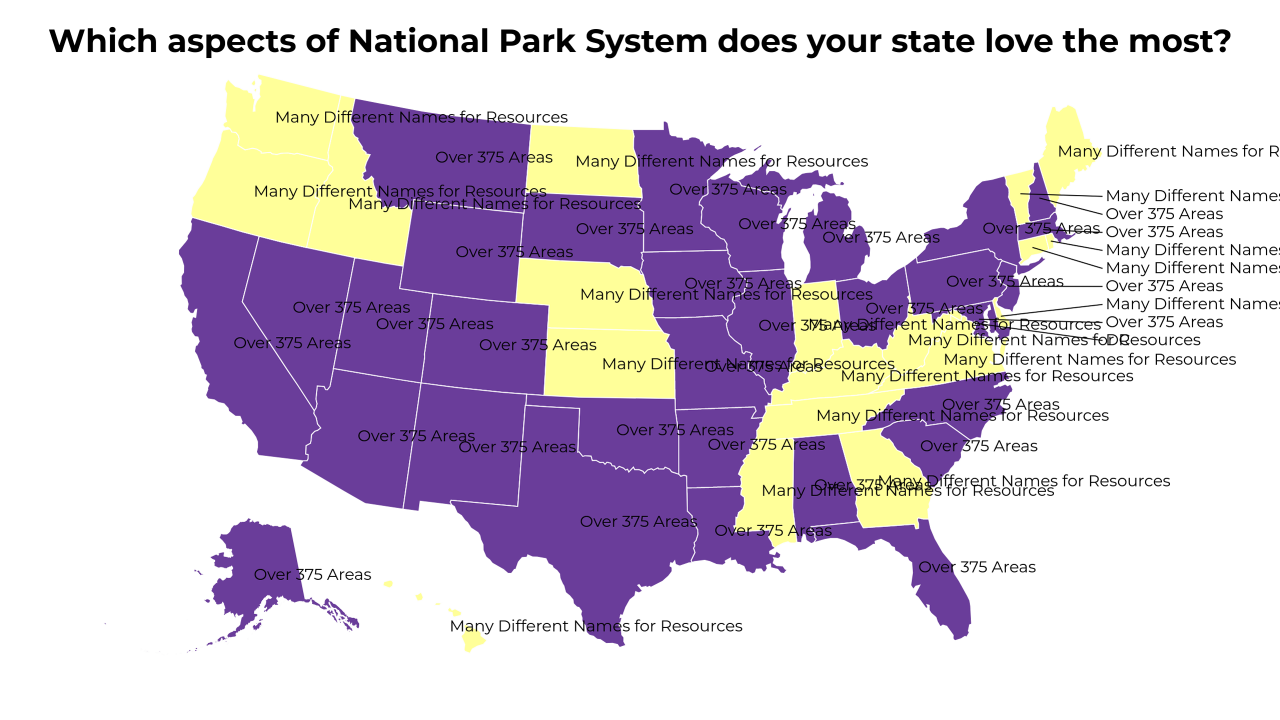 Which aspects of National Park System does your state love the most?
Many Different Names for Resources
Many Different Names for R
Over 375 Areas
Many Different Names for Resources
Over 375 Areas
Many Different Names for Resources
Many Different Names
Many Different Names for Resources
Over 375 Areas
Over 375 Areas
Over 375 Areas
Over 375 Areas
Over 375 Areas
Over 375 Areas
Many Different Names
Over 375 Areas
Many Different Names
Over 375 Areas
Over 375 Areas
Over 375 Areas
Many Different Names for Resources
Many Different Names
Over 375 Areas
Over 375 Areas
Over 375 Areas
Over 375 Areas
Over 375 Areas
Many Different Names for Resources
Many Different Names for Resources
DC
Over 375 Areas
Over 375 Areas
Many Different Names for Resources
Many Different Names for Resources
Over 375 Areas
Many Different Names for Resources
Over 375 Areas
Many Different Names for Resources
Over 375 Areas
Over 375 Areas
Over 375 Areas
Over 375 Areas
Over 375 Areas
Many Different Names for Resources
Over 375 Areas
Many Different Names for Resources
Over 375 Areas
Over 375 Areas
Over 375 Areas
Over 375 Areas
Many Different Names for Resources